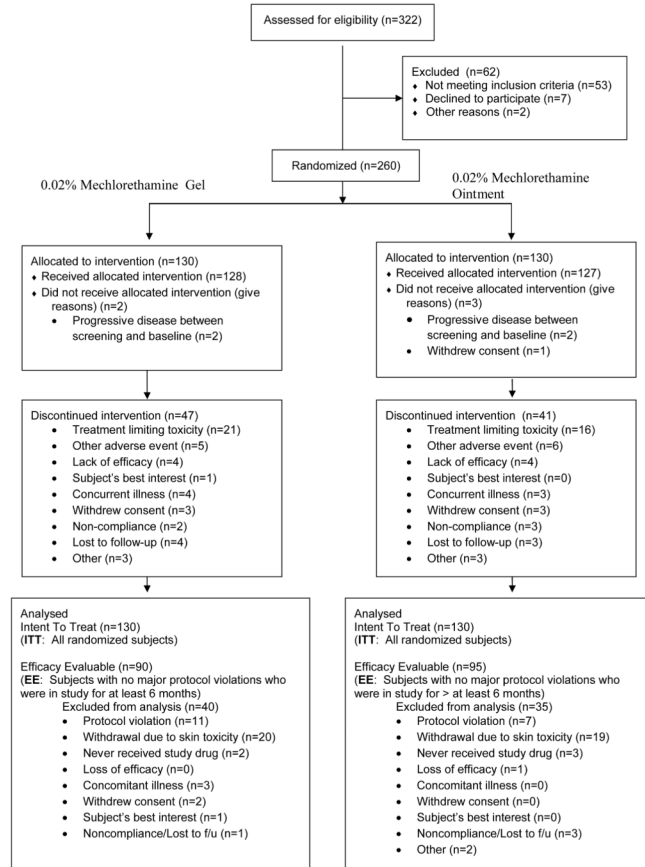 Assessed for eligibility (n=322)
Excluded (n=62)
♦ Not meeting inclusion criteria (n=53)
♦ Declined to participate (n=7)
♦ Other reasons (n=2)
Randomized (n=260)
0.02% Mechlorethamine Gel
0.02% Mechlorethamine
Ointment
Allocated to intervention (n=130)
♦ Received allocated intervention (n=128)
♦ Did not receive allocated intervention (give
reasons) (n=2)
• Progressive disease between
screening and baseline (n=2)
Allocated to intervention (n=130)
♦ Received allocated intervention (n=127)
♦ Did not receive allocated intervention (give
reasons) (n=3)
• Progressive disease between
screening and baseline (n=2)
• Withdrew consent (n=1)
Discontinued intervention (n=47)
• Treatment limiting toxicity (n=21)
• Other adverse event (n=5)
• Lack of efficacy (n=4)
• Subject's best interest (n=1)
• Concurrent illness (n=4)
• Withdrew consent (n=3)
• Non-compliance (n=2)
• Lost to follow-up (n=4)
• Other (n=3)
Discontinued intervention (n=41)
• Treatment limiting toxicity (n=16)
• Other adverse event (n=6)
• Lack of efficacy (n=4)
• Subject's best interest (n=0)
• Concurrent illness (n=3)
• Withdrew consent (n=3)
• Non-compliance (n=3)
• Lost to follow-up (n=3)
• Other (n=3)
Analysed
Intent To Treat (n=130)
(ITT: All randomized subjects)
Efficacy Evaluable (n=90)
(EE: Subjects with no major protocol violations who
were in study for at least 6 months)
Excluded from analysis (n=40)
• Protocol violation (n=11)
• Withdrawal due to skin toxicity (n=20)
• Never received study drug (n=2)
• Loss of efficacy (n=0)
• Concomitant illness (n=3)
• Withdrew consent (n=2)
• Subject's best interest (n=1)
• Noncompliance/Lost to f/u (n=1)
Analysed
Intent To Treat (n=130)
(ITT: All randomized subjects)
Efficacy Evaluable (n=95)
(EE: Subjects with no major protocol violations who
were in study for > at least 6 months)
Excluded from analysis (n=35)
• Protocol violation (n=7)
• Withdrawal due to skin toxicity (n=19)
• Never received study drug (n=3)
• Loss of efficacy (n=1)
• Concomitant illness (n=0)
• Withdrew consent (n=0)
• Subject's best interest (n=0)
• Noncompliance/Lost to f/u (n=3)
• Other (n=2)